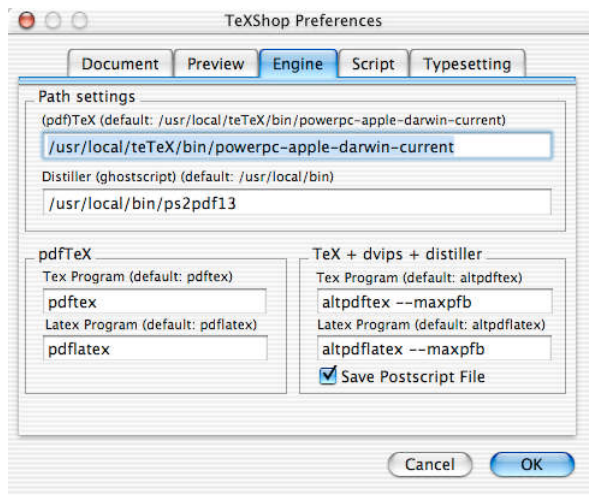 TeXShop Preferences
Document Preview Engine Script Typesetting
Path settings
(pdf)TeX (default: /usr/local/teTeX/bin/powerpc-apple-darwin-current)
/usr/local/teTeX/bin/powerpc-apple-darwin-current
Distiller (ghostscript) (default: /usr/local/bin)
/usr/local/bin/ps2pdf13
pdfTeX
Tex Program (default: pdftex)
pdftex
Latex Program (default: pdflatex)
pdflatex
TeX + dvips + distiller
Tex Program (default: altpdftex)
altpdftex --maxpfb
Latex Program (default: altpdflatex)
altpdflatex --maxpfb
Save Postscript File
Cancel OK